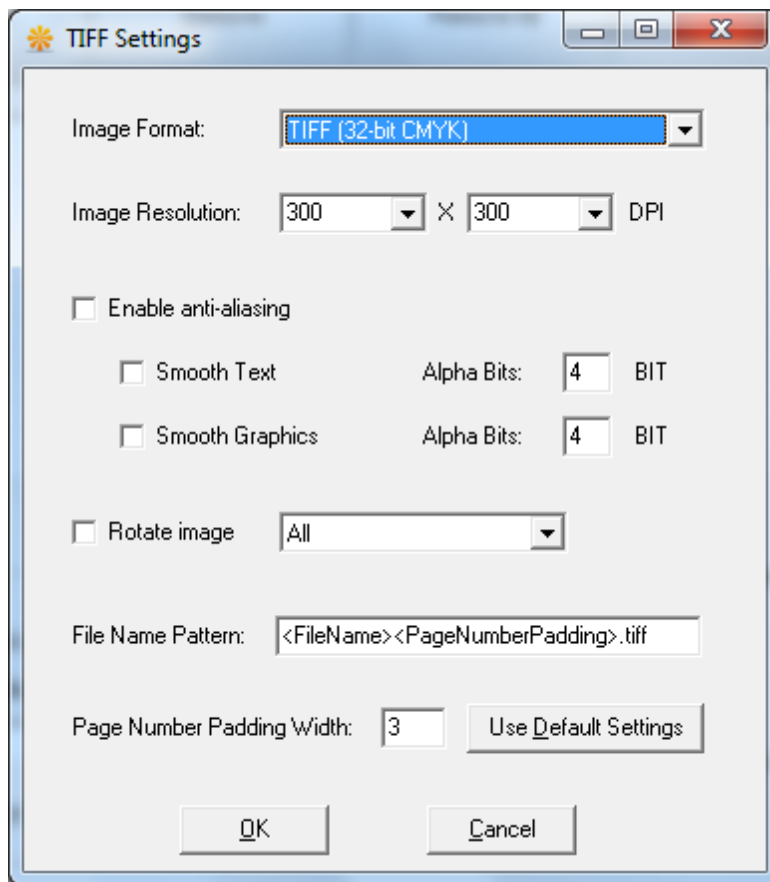 TIFF Settings
Image Format: TIFF (32-bit CMYK)
Image Resolution: 300 X 300 DPI
Enable anti-aliasing
Smooth Text Alpha Bits: 4 BIT
Smooth Graphics Alpha Bits: 4 BIT
Rotate image All
File Name Pattern: <FileName><PageNumberPadding>.tiff
Page Number Padding Width: 3 Use Default Settings
OK Cancel